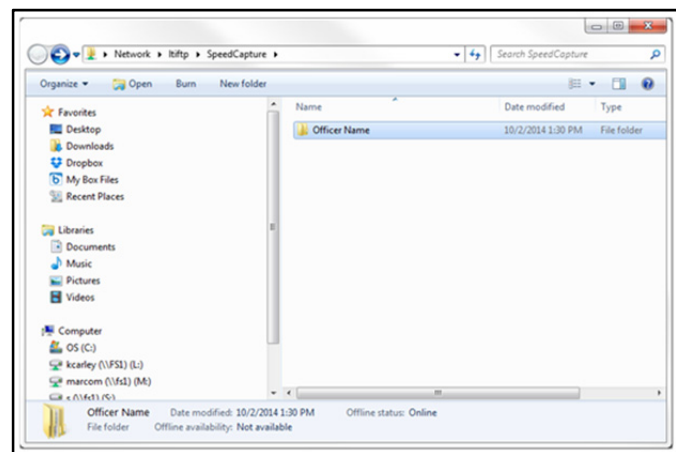 Network ▸ ltiftp ▸ SpeedCapture ▸
Search SpeedCapture
Organize Open Burn New folder
Favorites
Desktop
Downloads
Dropbox
My Box Files
Recent Places
Libraries
Documents
Music
Pictures
Videos
Computer
OS (C:)
kcarley (\\FS1) (L:)
marcom (\\fs1) (M:)
s (\\fs1) (S:)
Name Date modified Type
Officer Name 10/2/2014 1:30 PM File folder
Officer Name Date modified: 10/2/2014 1:30 PM Offline status: Online
File folder Offline availability: Not available